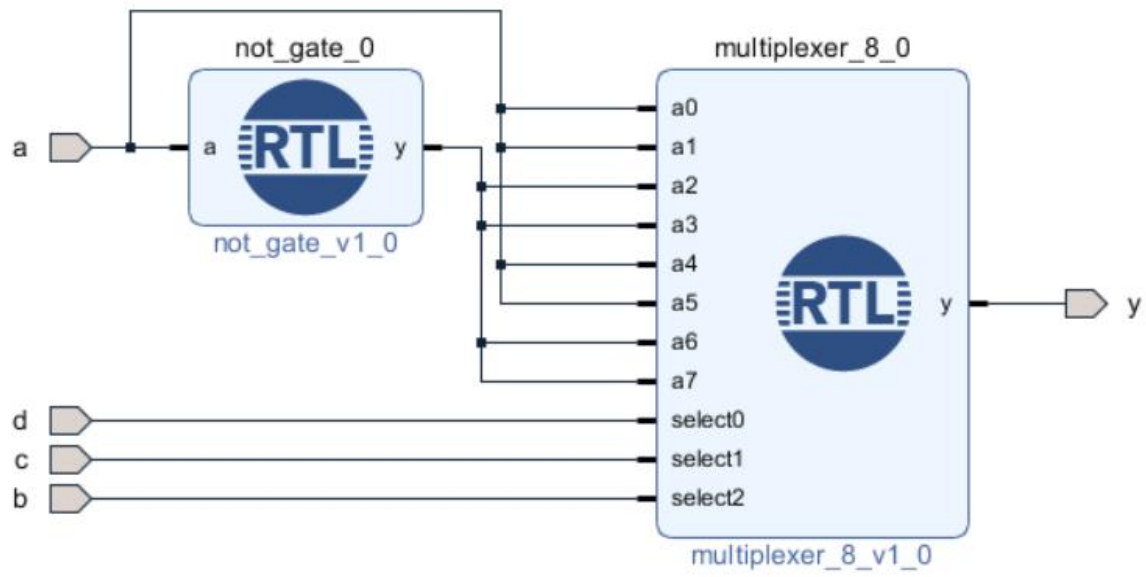 not_gate_0
multiplexer_8_0
a
a
RTL
y
not_gate_v1_0
a0
a1
a2
a3
a4
a5
a6
a7
select0
select1
select2
RTL
y
y
d
c
b
multiplexer_8_v1_0